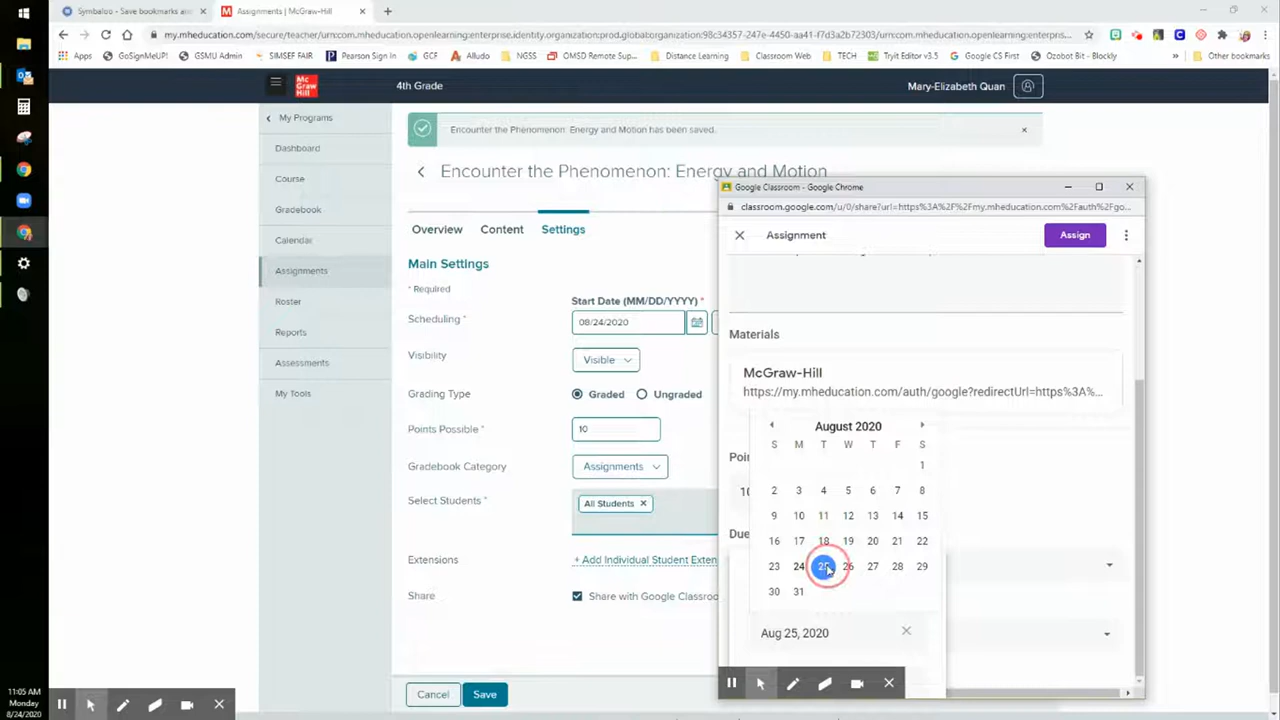 Symbaloo - Save bookmarks an
Assignments | McGraw-Hill
my.mheducation.com/secure/teacher/urn:com.mheducation.openlearning:enterprise.identity.organization:prod.globalorganization:98c34357-247e-4450-aa41-f7d3a2b72303/urn:com.mheducation.openlearning:enterpris...
Apps
GoSignMeUP!
GSMU Admin
SIMSEF FAIR
Pearson Sign In
GCF
Alludo
NGSS
OMSD Remote Sup...
Distance Learning
Classroom Web
TECH
Tryit Editor v3.5
Google CS First
Ozobot Bit - Blockly
»
Other bookmarks
Mc
Graw
Hill
4th Grade
Mary-Elizabeth Quan
My Programs
Dashboard
Course
Gradebook
Calendar
Assignments
Roster
Reports
Assessments
My Tools
Encounter the Phenomenon: Energy and Motion has been saved.
Encounter the Phenomenon: Energy and Motion
Overview Content Settings
Main Settings
* Required
Start Date (MM/DD/YYYY) *
Scheduling *
08/24/2020
Visibility
Visible
Grading Type
Graded
Ungraded
Points Possible *
10
Gradebook Category
Assignments
Select Students *
All Students ×
Extensions
+ Add Individual Student Exten
Share
Share with Google Classroo
Cancel
Save
Google Classroom - Google Chrome
classroom.google.com/u/0/share?url=https%3A%2F%2Fmy.mheducation.com%2Fauth%2Fgo...
Assignment
Assign
Materials
McGraw-Hill
https://my.mheducation.com/auth/google?redirectUrl=https%3A%...
August 2020
S M T W T F S
1
2 3 4 5 6 7 8
9 10 11 12 13 14 15
16 17 18 19 20 21 22
23 24 25 26 27 28 29
30 31
Poi
10
Due
Aug 25, 2020
11:05 AM
Monday
8/24/2020